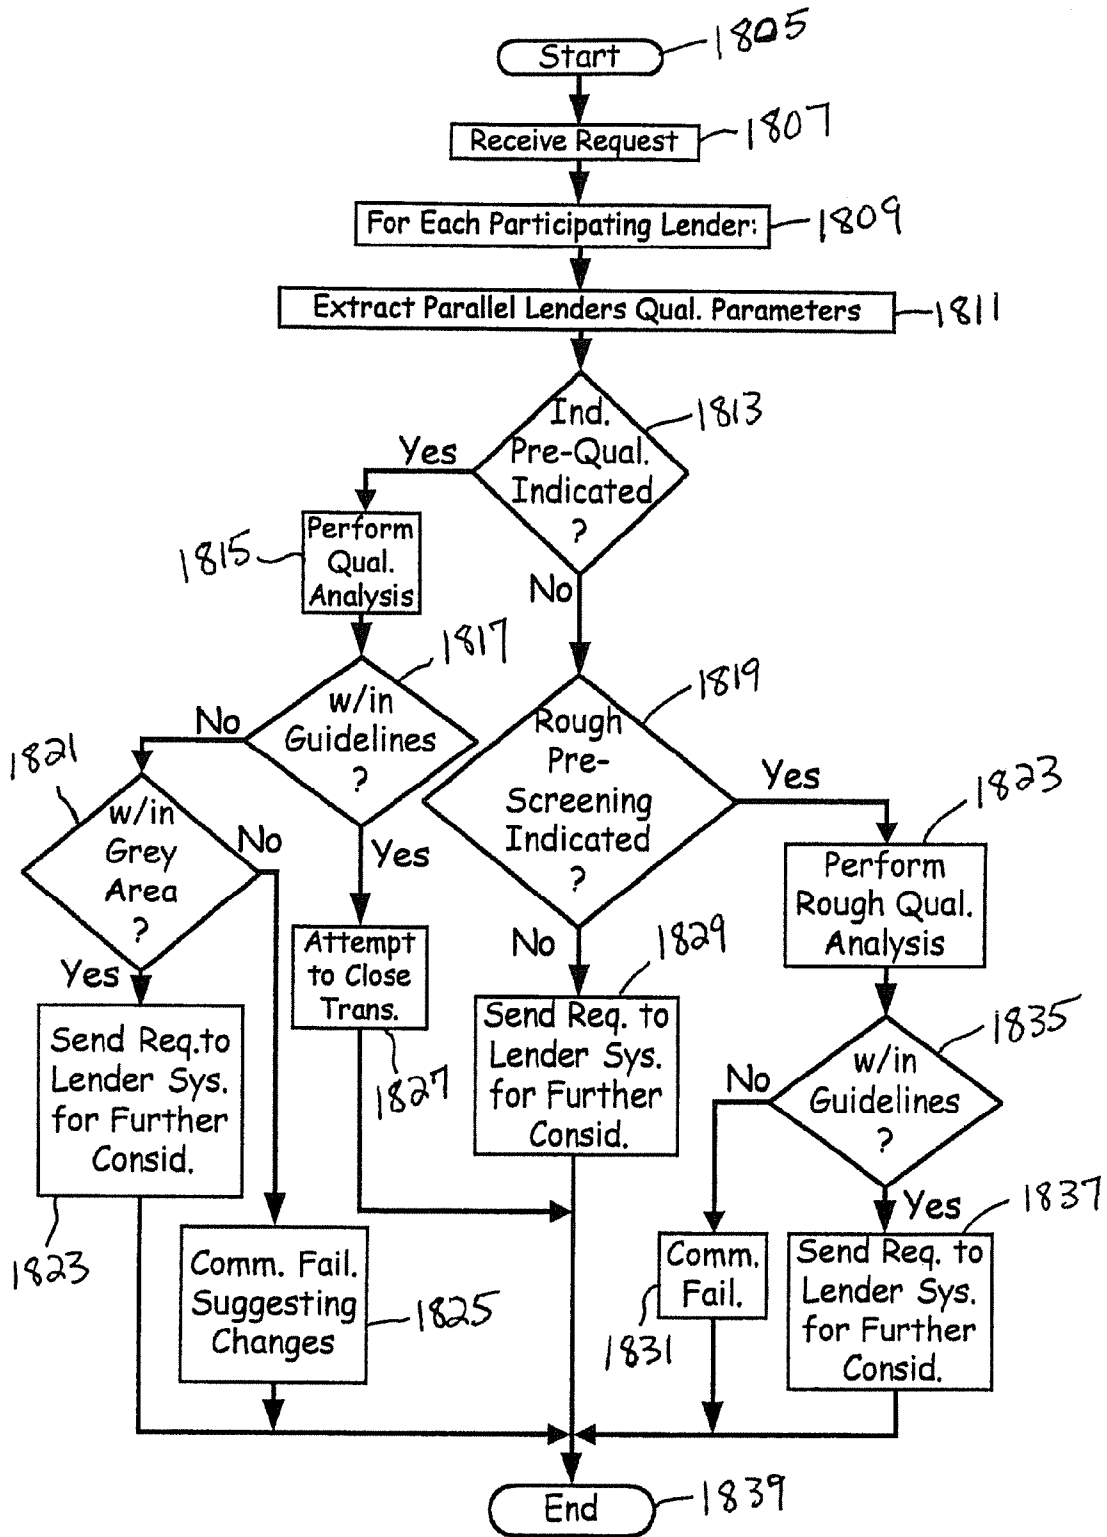 Start
1805
Receive Request
1807
For Each Participating Lender:
1809
Extract Parallel Lenders Qual. Parameters
1811
Ind.
Pre-Qual.
Indicated
?
1813
Yes
No
Perform
Qual.
Analysis
1815
w/in
Guidelines
?
1817
No
Yes
Rough
Pre-
Screening
Indicated
?
1819
Yes
No
w/in
Grey
Area
?
1821
No
Yes
Perform
Rough Qual.
Analysis
1823
Attempt
to Close
Trans.
1827
Send Req. to
Lender Sys.
for Further
Consid.
1829
Send Req.to
Lender Sys.
for Further
Consid.
1823
w/in
Guidelines
?
1835
No
Yes
Comm. Fail.
Suggesting
Changes
1825
Comm.
Fail.
1831
Send Req. to
Lender Sys.
for Further
Consid.
1837
End
1839